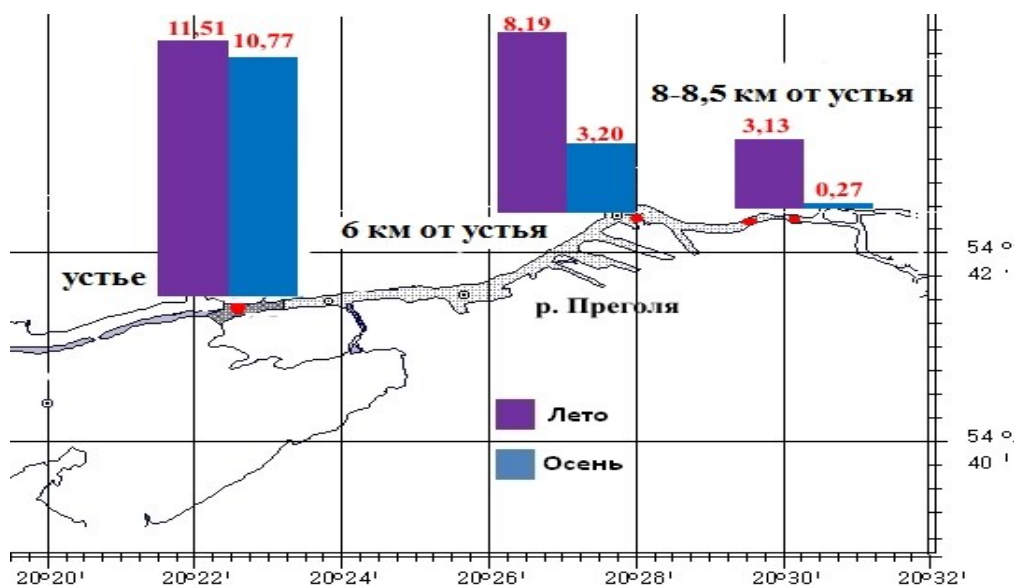 11,51
10,77
8,19
3,20
8-8,5 км от устья
3,13
0,27
6 км от устья
устье
54 °
42 '
р. Преголя
Лето
Осень
54 °
40 '
20°20' 20°22' 20°24' 20°26' 20°28' 20°30' 20°32'